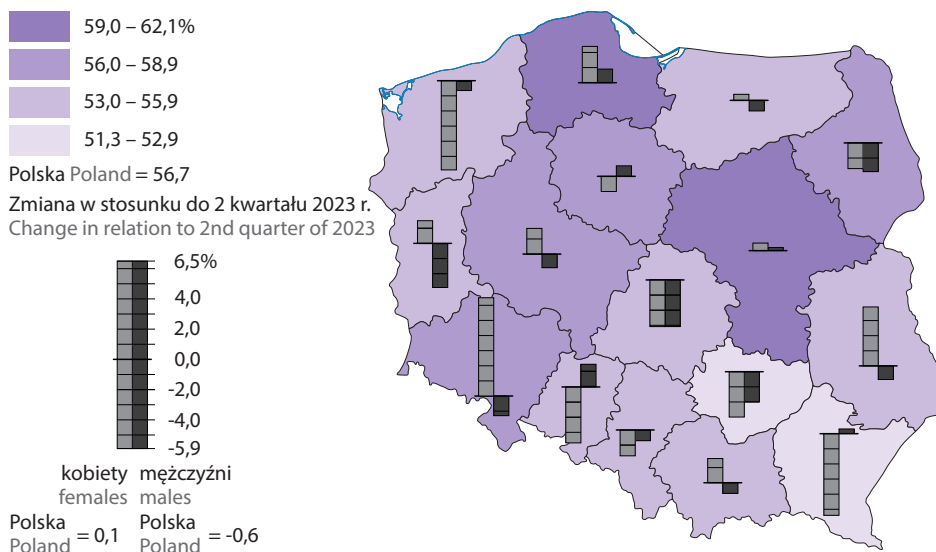 59,0 – 62,1%
56,0 – 58,9
53,0 – 55,9
51,3 – 52,9
Polska Poland = 56,7
Zmiana w stosunku do 2 kwartału 2023 r.
Change in relation to 2nd quarter of 2023
6,5%
4,0
2,0
0,0
-2,0
-4,0
-5,9
kobiety mężczyźni
females males
Polska Polska
Poland = 0,1 Poland = -0,6